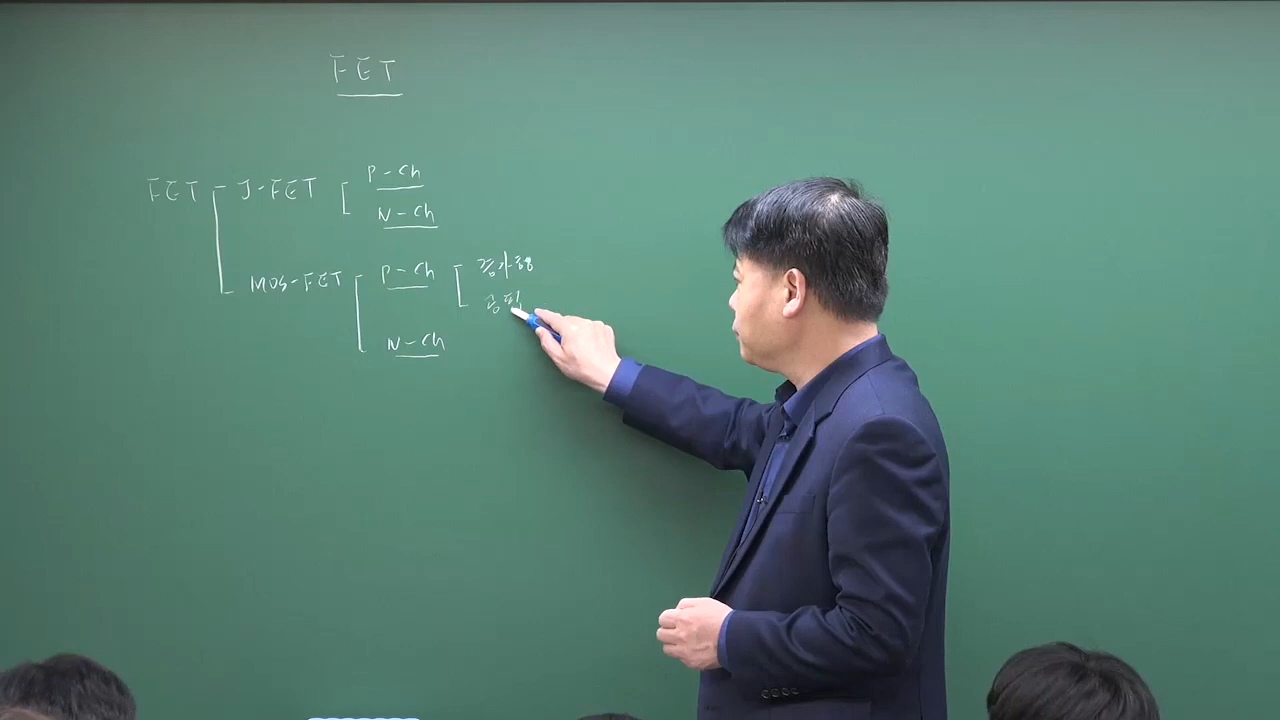 FET
FET J-FET P-Ch
N-Ch
MOS-FET P-Ch 증가형
공핍
N-Ch